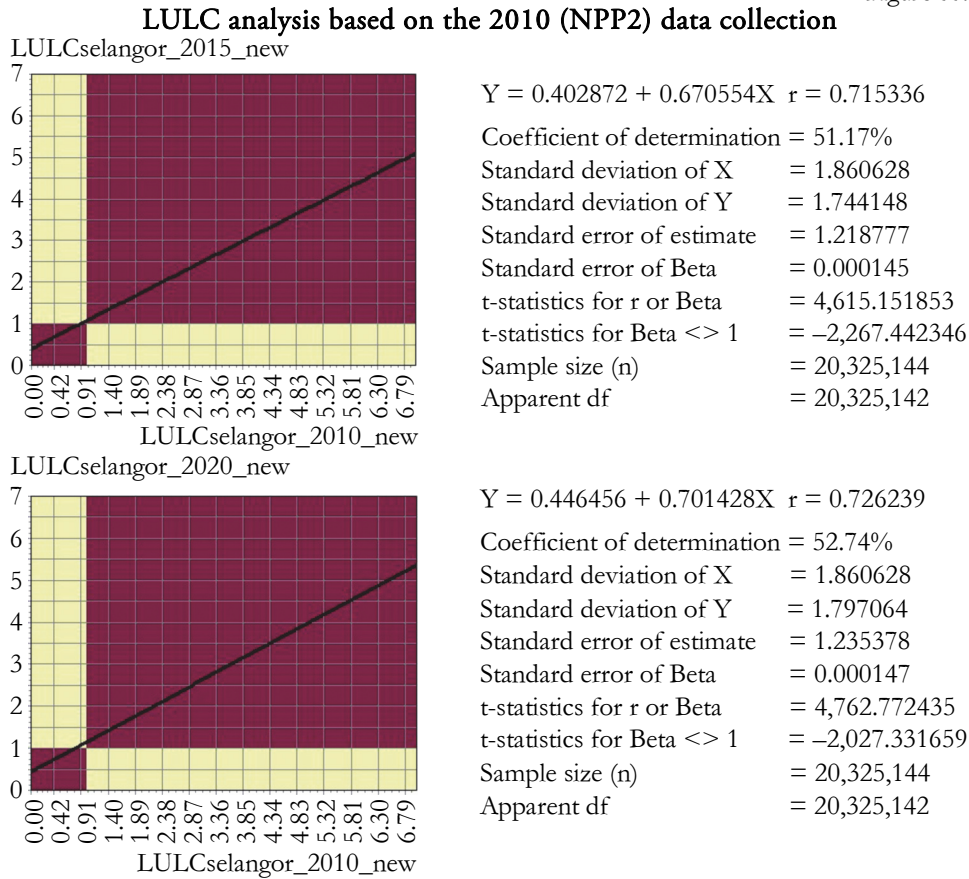 LULC analysis based on the 2010 (NPP2) data collection
LULCselangor_2015_new
7
6
5
4
3
2
1
0
0.00 0.42 0.91 1.40 1.89 2.38 2.87 3.36 3.85 4.34 4.83 5.32 5.81 6.30 6.79
LULCselangor_2010_new
Y = 0.402872 + 0.670554X r = 0.715336
Coefficient of determination = 51.17%
Standard deviation of X = 1.860628
Standard deviation of Y = 1.744148
Standard error of estimate = 1.218777
Standard error of Beta = 0.000145
t-statistics for r or Beta = 4,615.151853
t-statistics for Beta <> 1 = –2,267.442346
Sample size (n) = 20,325,144
Apparent df = 20,325,142
LULCselangor_2020_new
7
6
5
4
3
2
1
0
0.00 0.42 0.91 1.40 1.89 2.38 2.87 3.36 3.85 4.34 4.83 5.32 5.81 6.30 6.79
LULCselangor_2010_new
Y = 0.446456 + 0.701428X r = 0.726239
Coefficient of determination = 52.74%
Standard deviation of X = 1.860628
Standard deviation of Y = 1.797064
Standard error of estimate = 1.235378
Standard error of Beta = 0.000147
t-statistics for r or Beta = 4,762.772435
t-statistics for Beta <> 1 = –2,027.331659
Sample size (n) = 20,325,144
Apparent df = 20,325,142